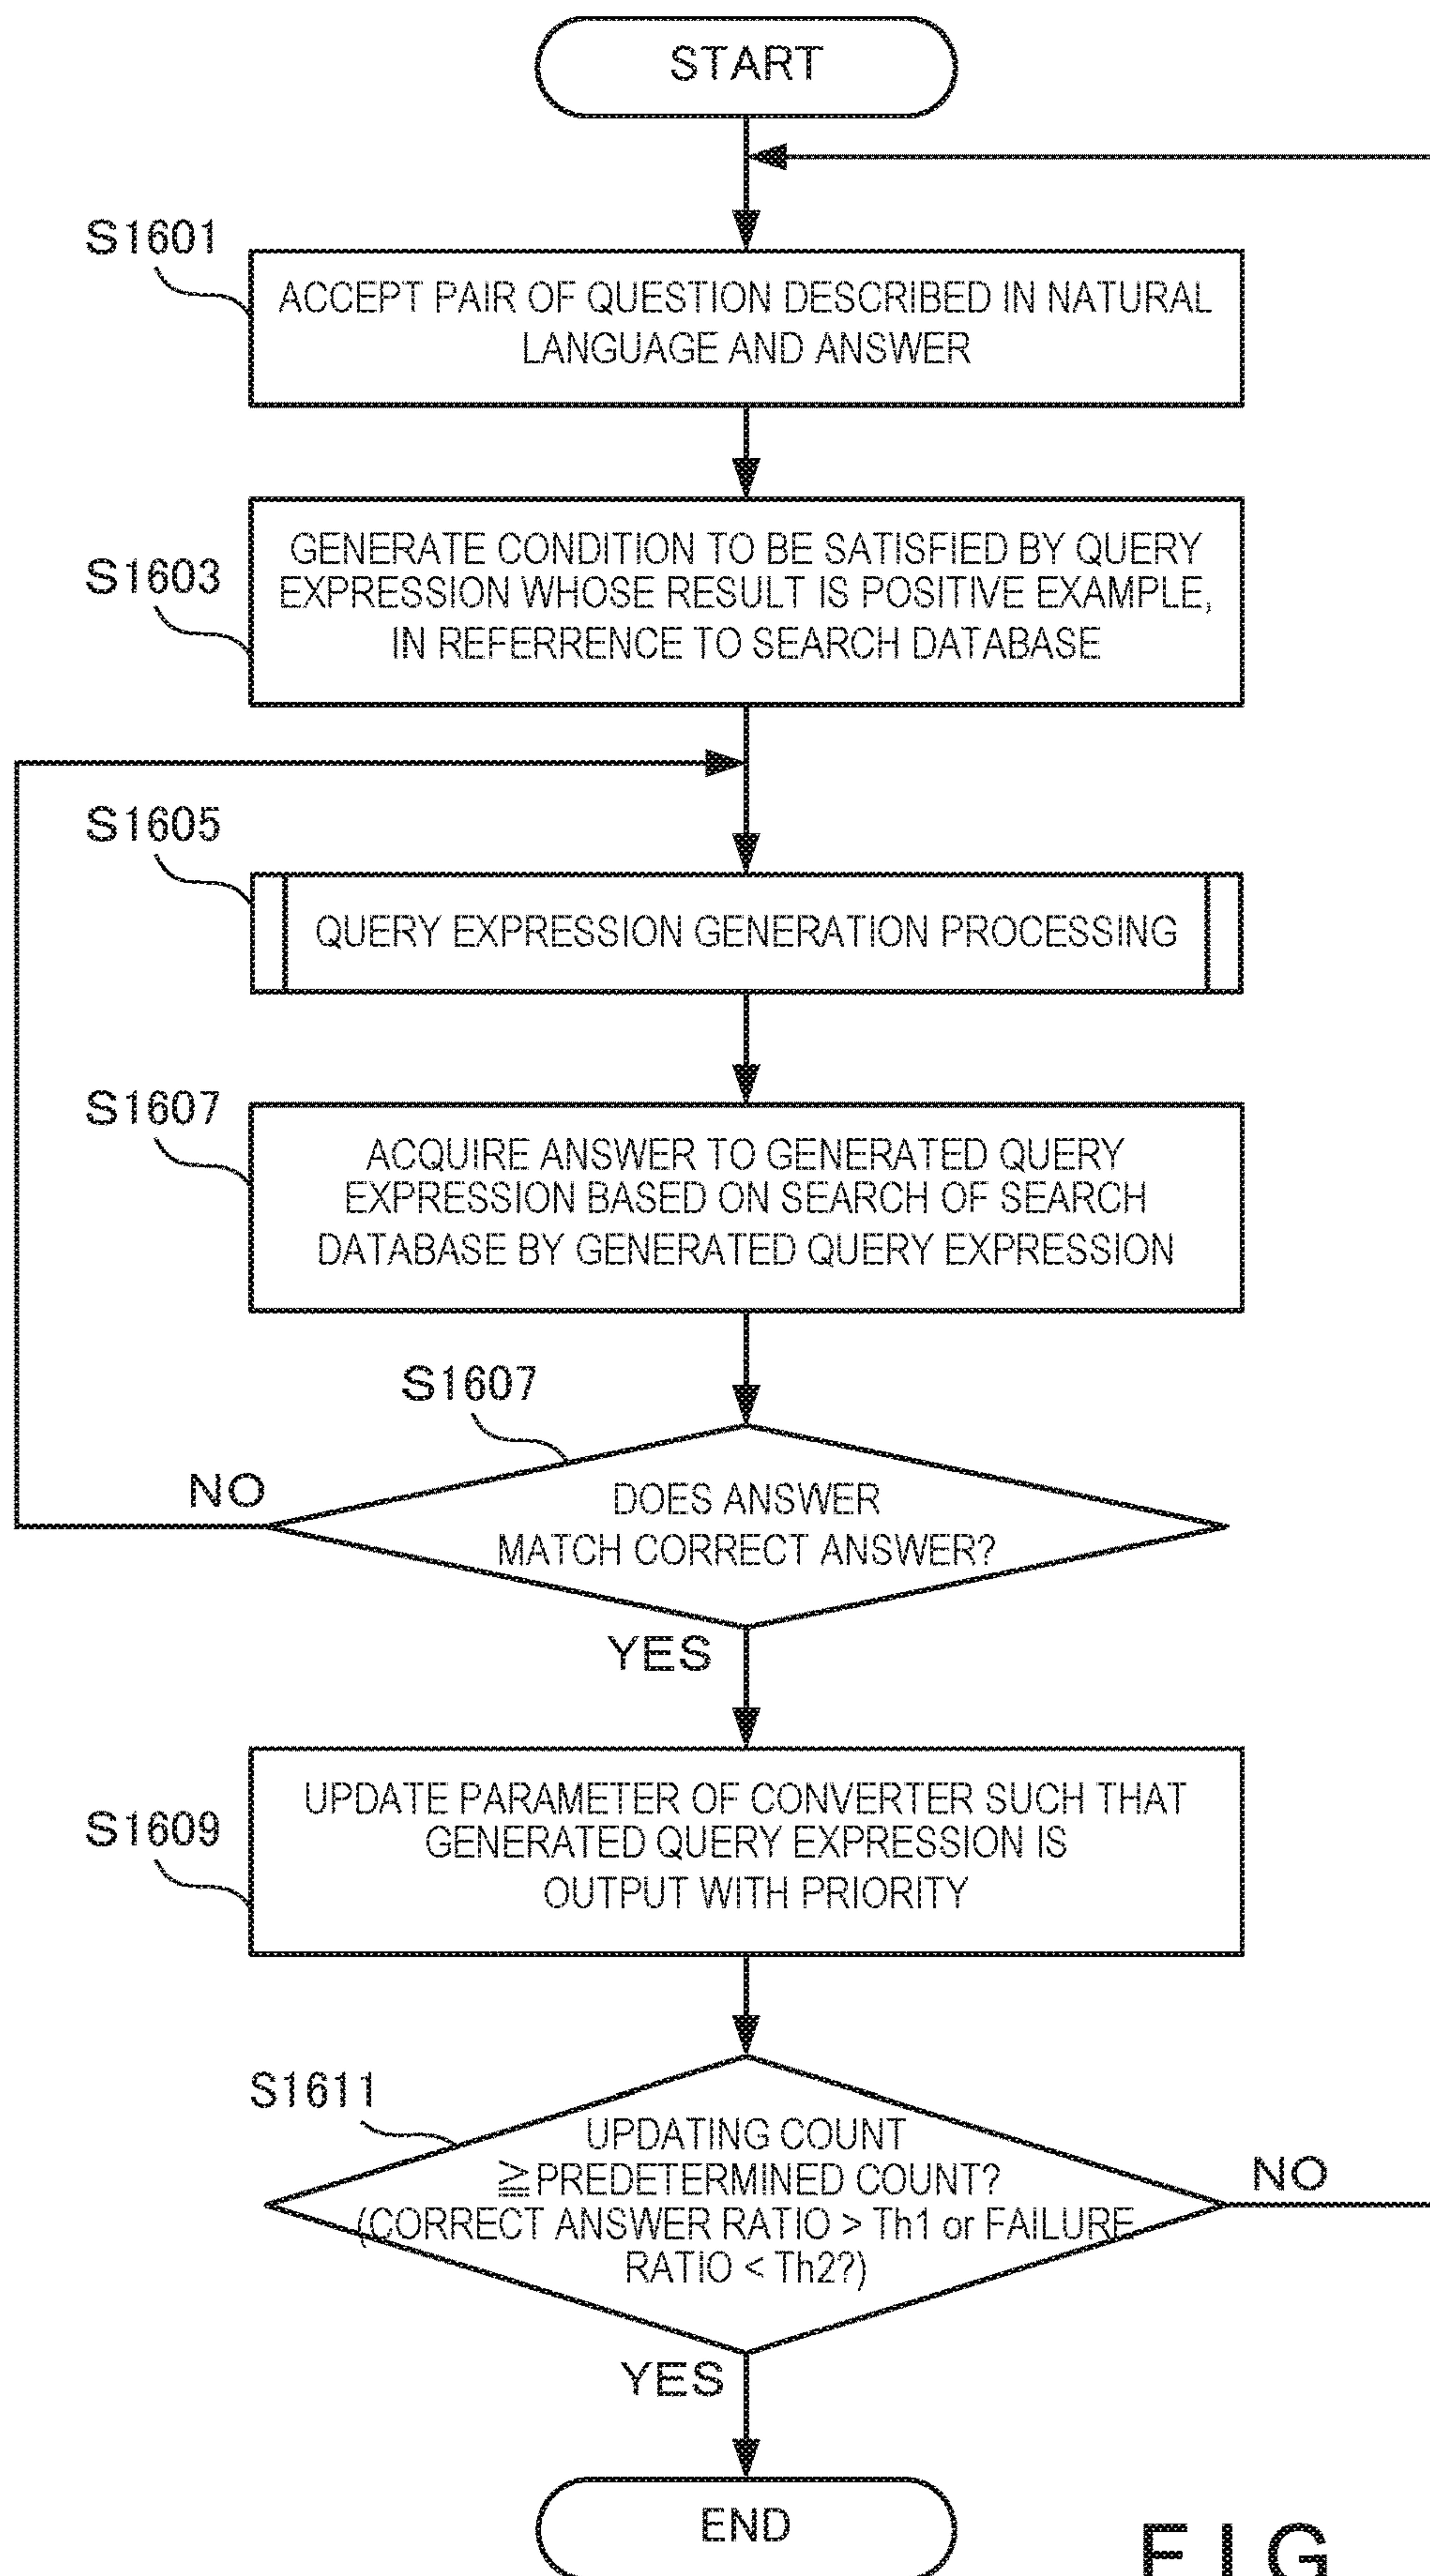 START
S1601
ACCEPT PAIR OF QUESTION DESCRIBED IN NATURAL
LANGUAGE AND ANSWER
S1603
GENERATE CONDITION TO BE SATISFIED BY QUERY
EXPRESSION WHOSE RESULT IS POSITIVE EXAMPLE,
IN REFERRENCE TO SEARCH DATABASE
S1605
QUERY EXPRESSION GENERATION PROCESSING
S1607
ACQUIRE ANSWER TO GENERATED QUERY
EXPRESSION BASED ON SEARCH OF SEARCH
DATABASE BY GENERATED QUERY EXPRESSION
S1607
NO
DOES ANSWER
MATCH CORRECT ANSWER?
YES
S1609
UPDATE PARAMETER OF CONVERTER SUCH THAT
GENERATED QUERY EXPRESSION IS
OUTPUT WITH PRIORITY
S1611
UPDATING COUNT
≧PREDETERMINED COUNT?
(CORRECT ANSWER RATIO > Th1 or FAILURE
RATIO < Th2?)
NO
YES
END
FIG